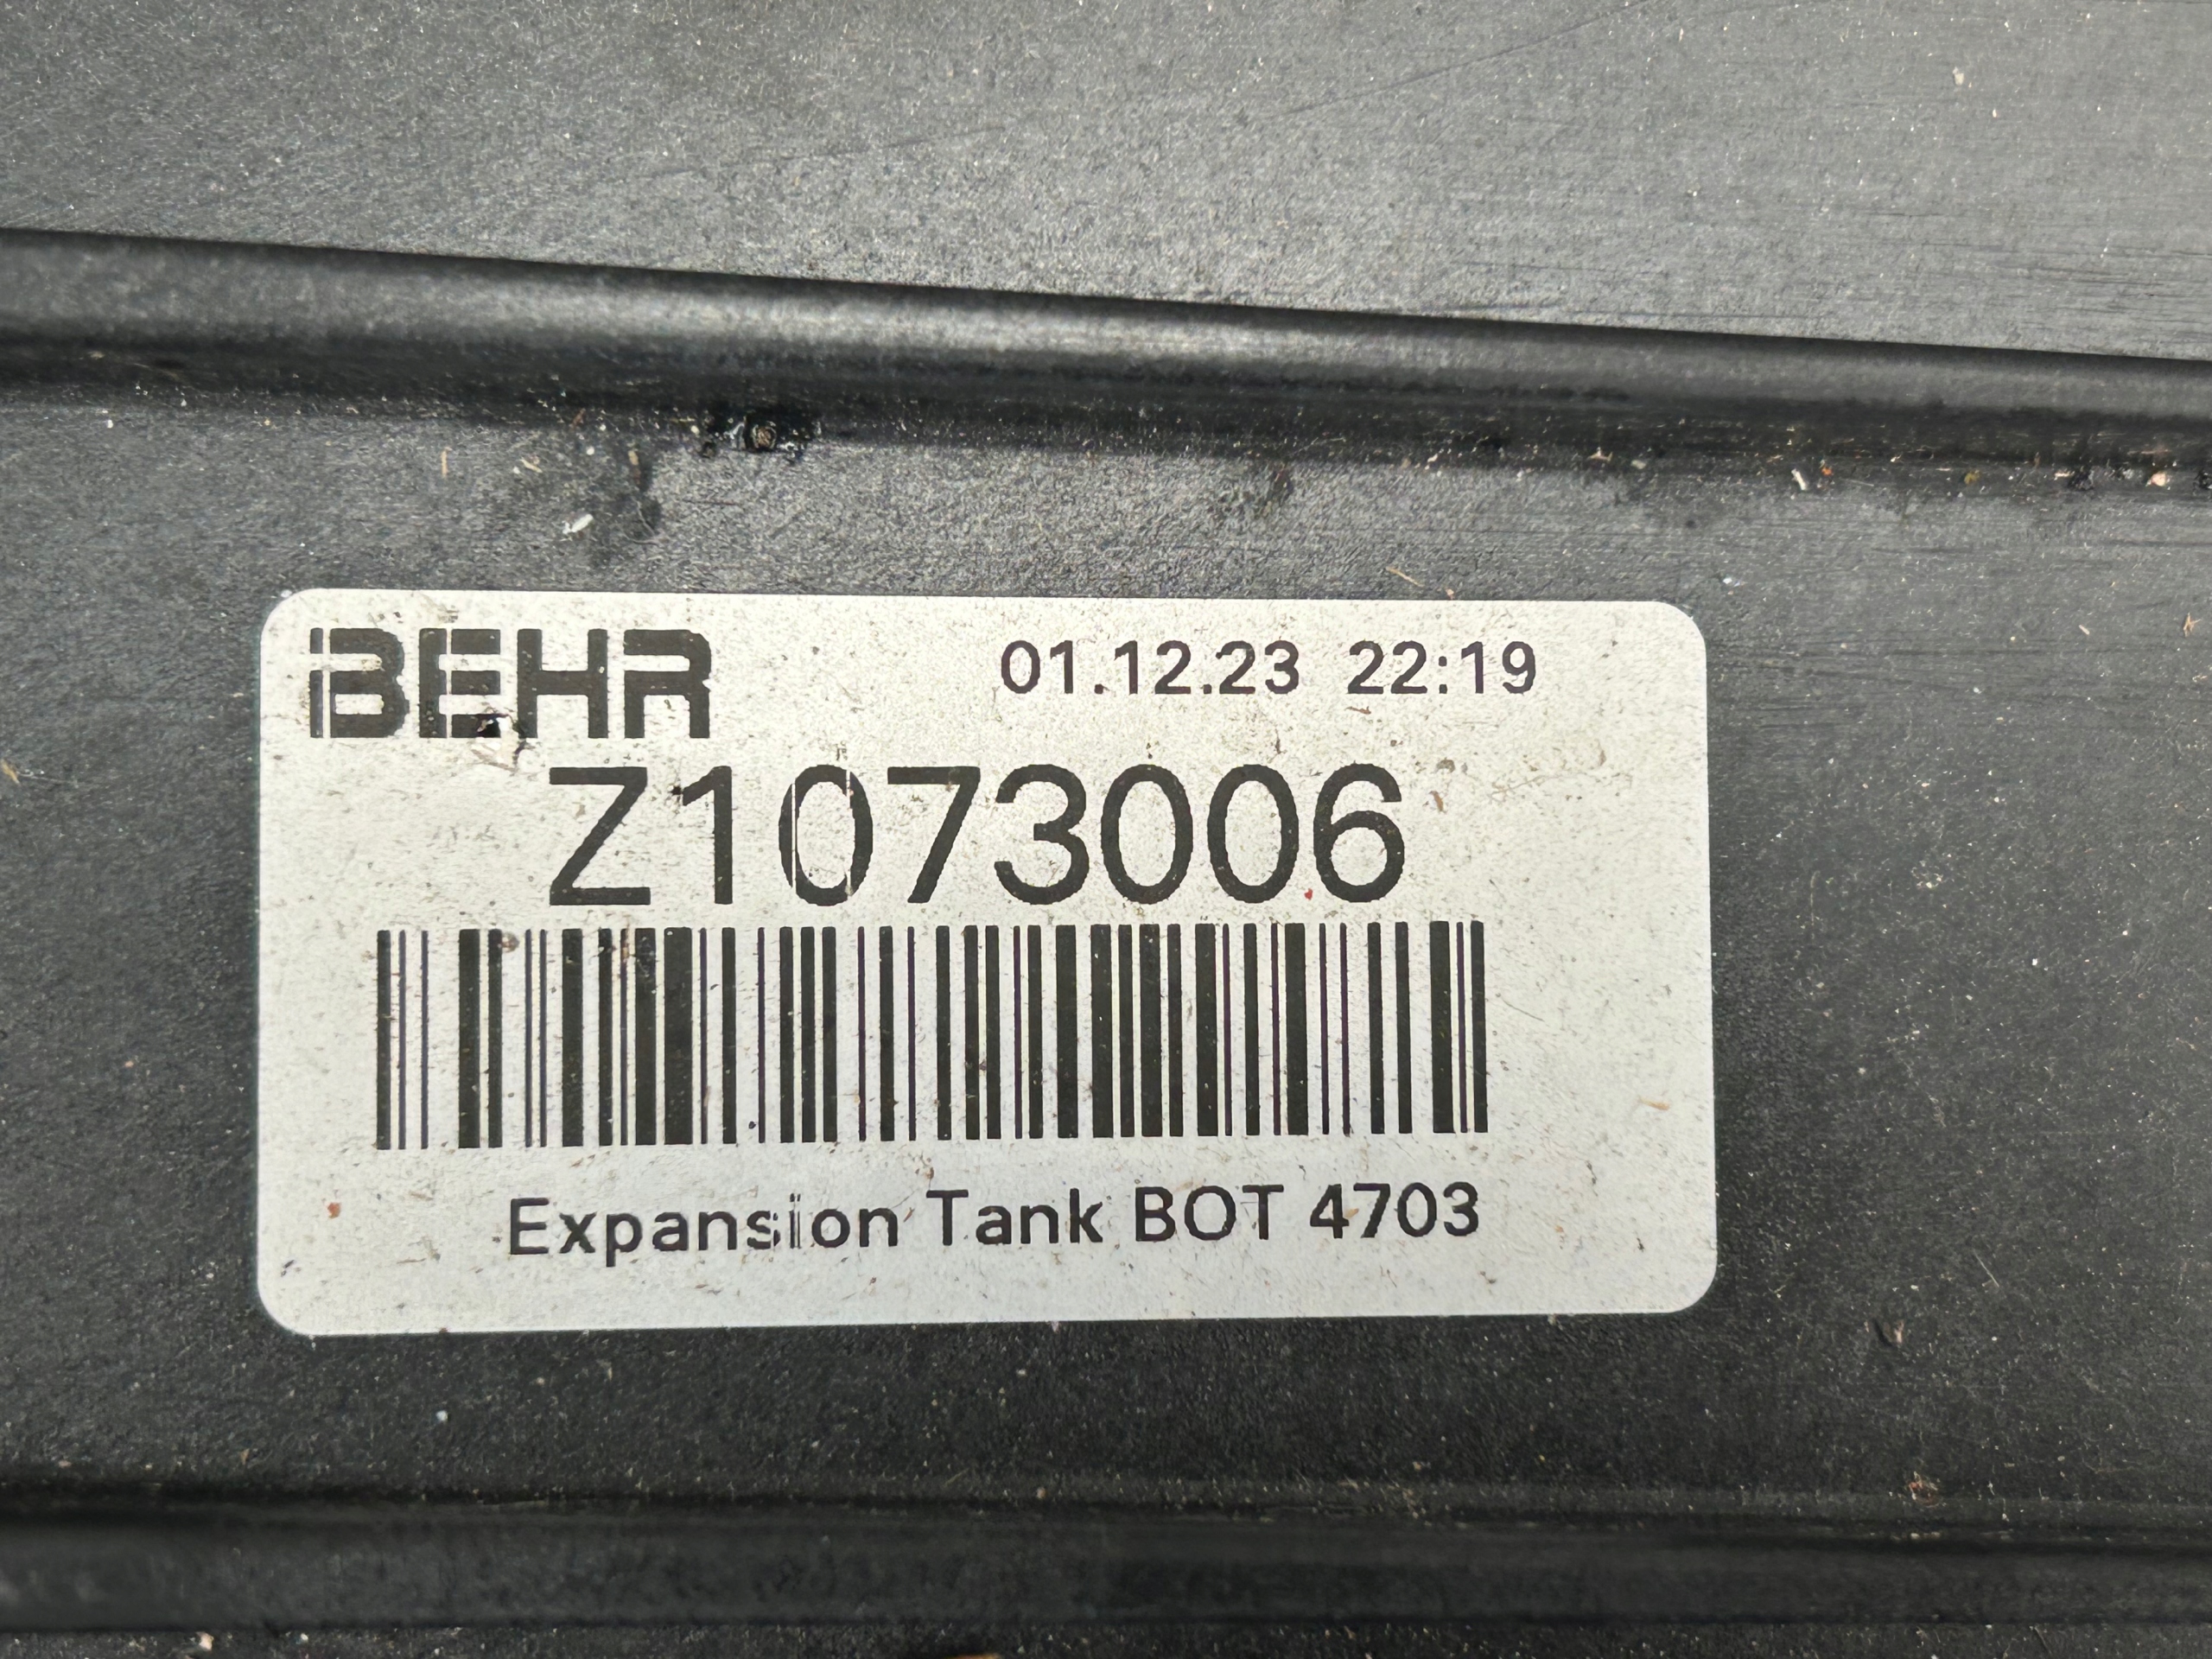 BEHR 01.12.23 22:19
Z1073006
Expansion Tank BOT 4703